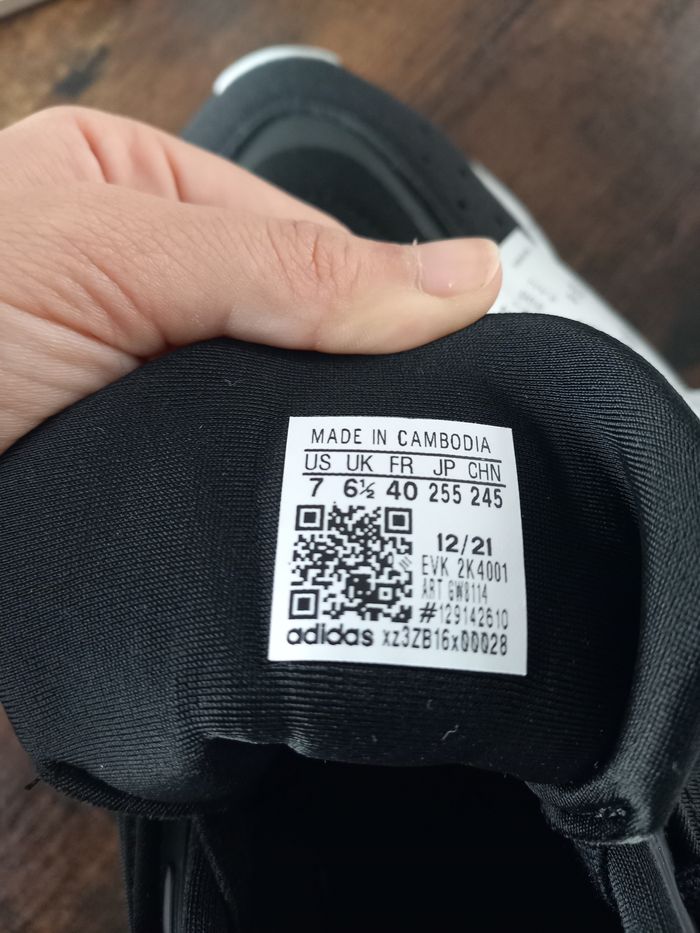 MADE IN CAMBODIA
US UK FR JP CHN
7 6½ 40 255 245
12/21
EVK 2K4001
ART GW8114
#129142610
adidas xz3ZB16x00028